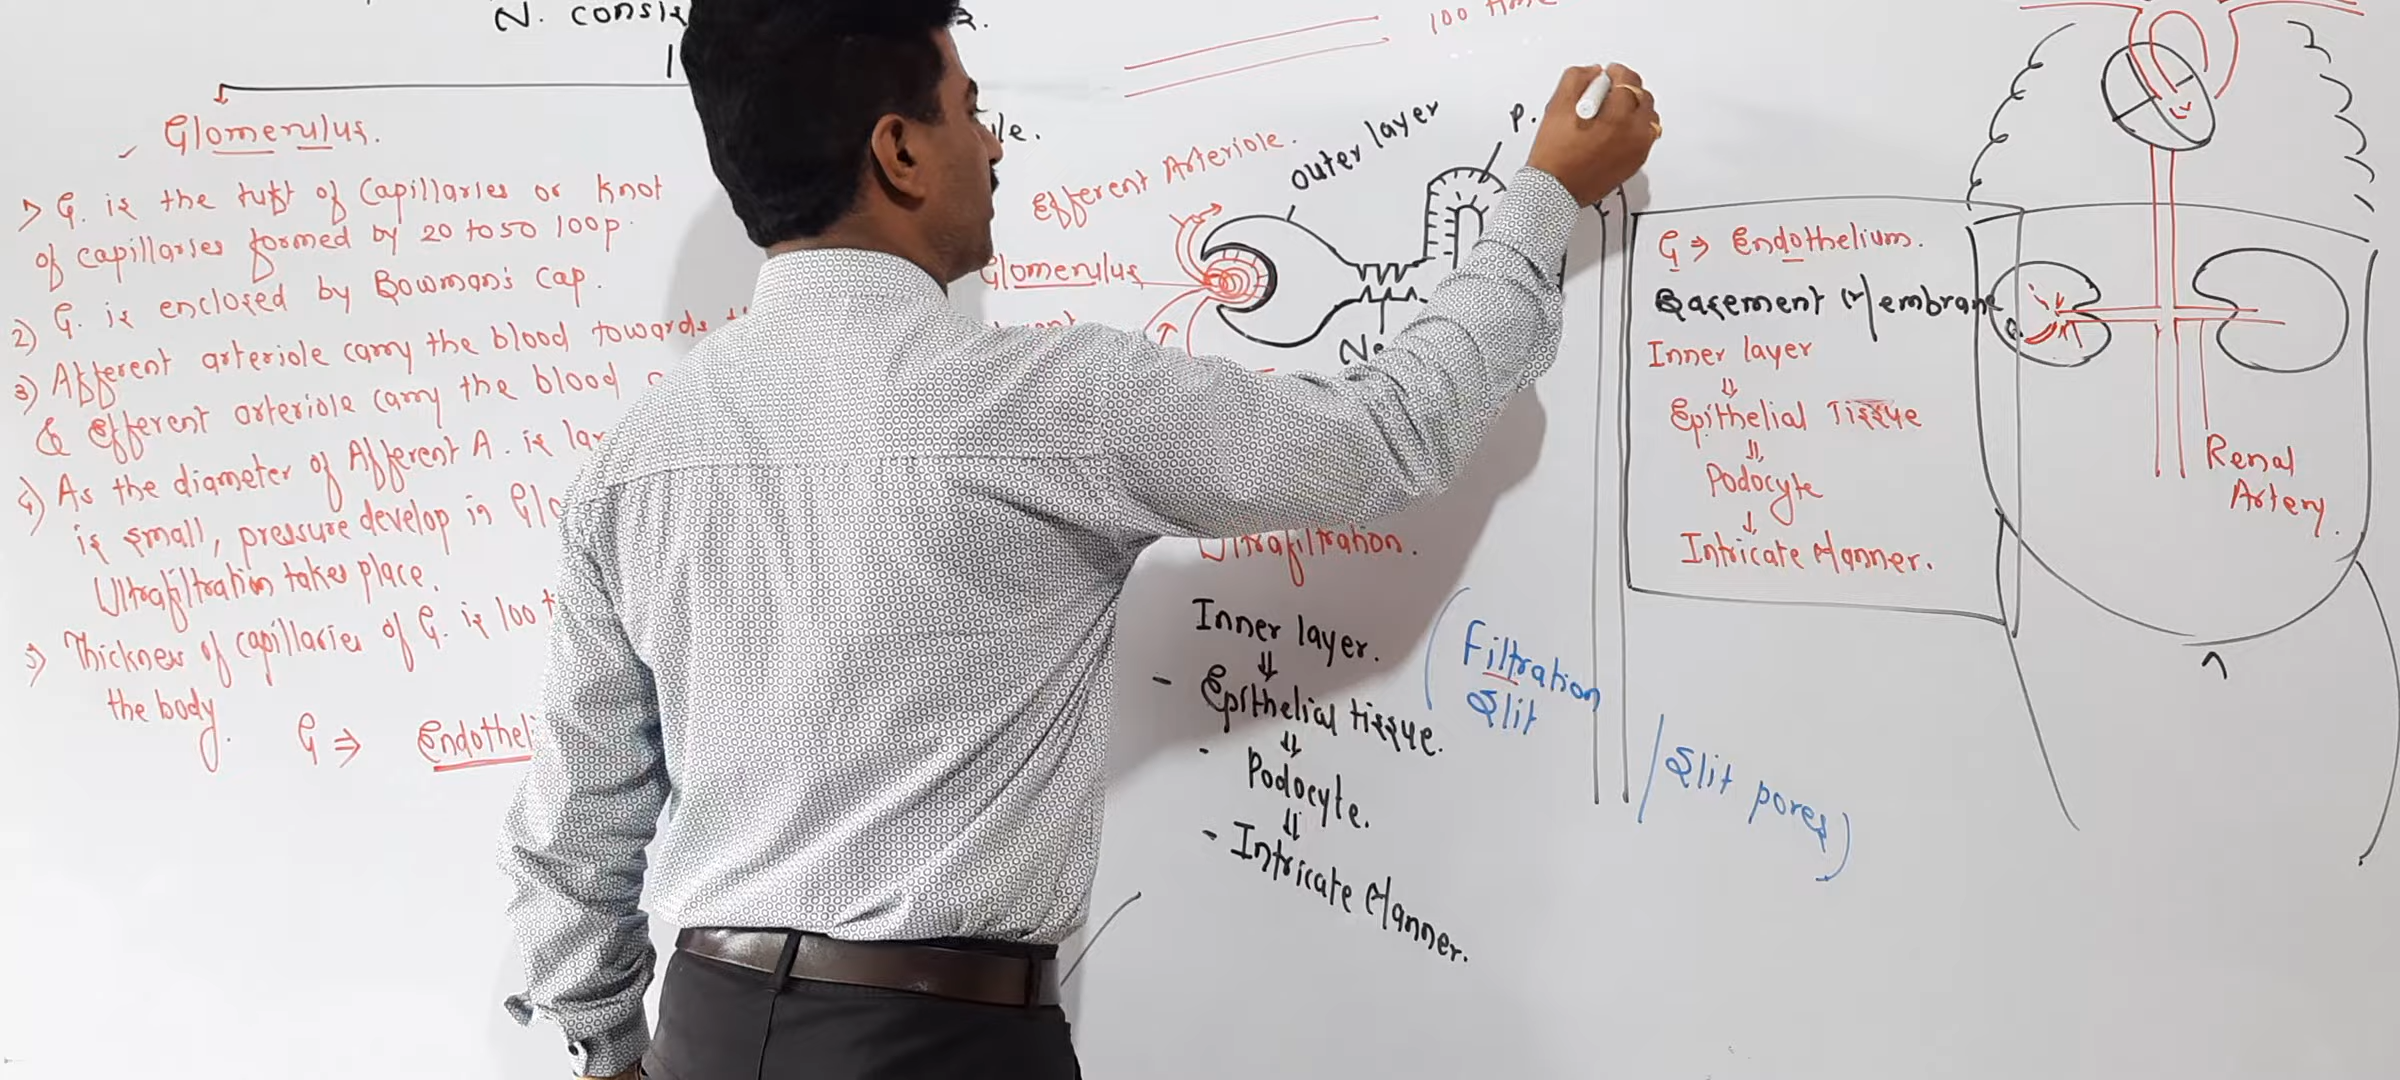 N. consis
Glomerulus.
1) G. is the tuft of capillaries or knot
of capillaries formed by 20 to 50 loop.
2) G. is enclosed by Bowman's cap.
3) Afferent arteriole carry the blood towards
& Efferent arteriole carry the blood
4) As the diameter of Afferent A. is lar
is small, pressure develop in Glo
Ultrafiltration takes place.
5) Thickness of capillaries of G. is 100 t
the body.
G ⇒ Endotheli
100 time
Efferent Arteriole.
outer layer
P.
Glomerulus
Ne
Ultrafiltration.
Inner layer.
⇓
- Epithelial tissue.
⇓
- Podocyte.
⇓
- Intricate Manner.
(Filtration
Slit
/Slit pores)
G ⇒ Endothelium.
Basement Membrane
Inner layer
⇓
Epithelial Tissue
⇓
Podocyte
↓
Intricate Manner.
Renal
Artery.